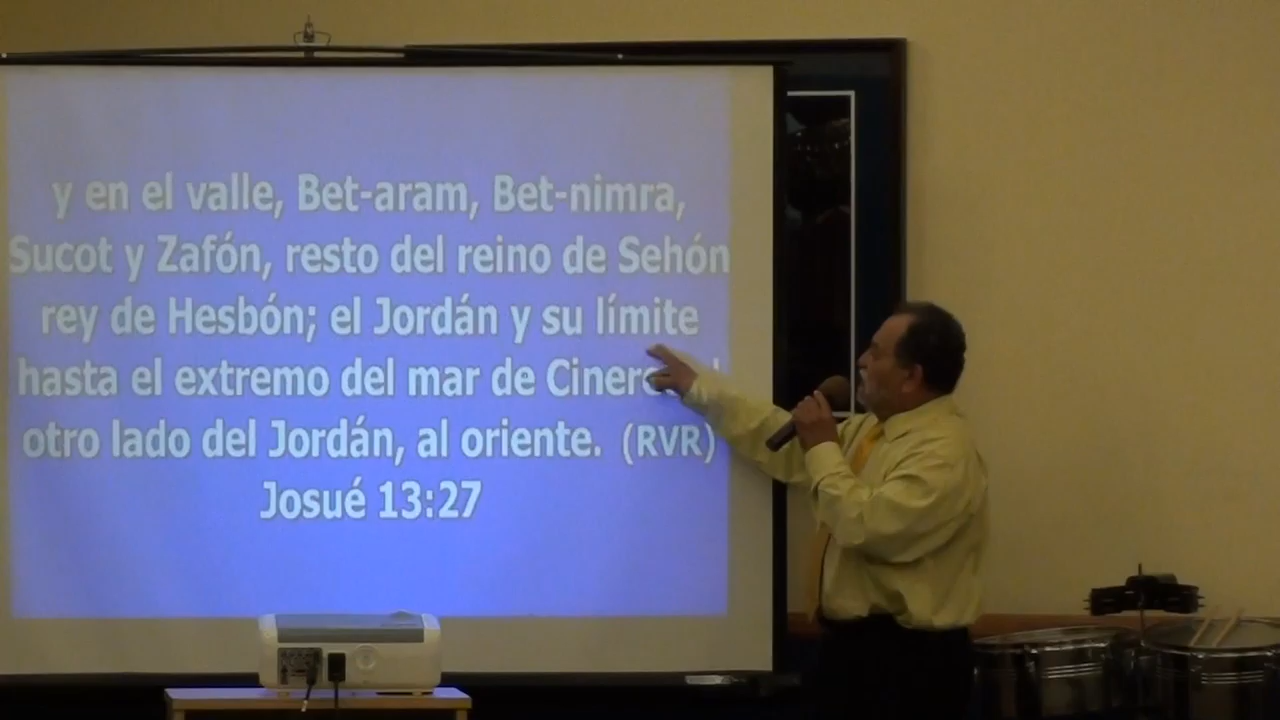 y en el valle, Bet-aram, Bet-nimra,
Sucot y Zafón, resto del reino de Sehón
rey de Hesbón; el Jordán y su límite
hasta el extremo del mar de
otro lado del Jordán, al oriente. (RVR)
Josué 13:27